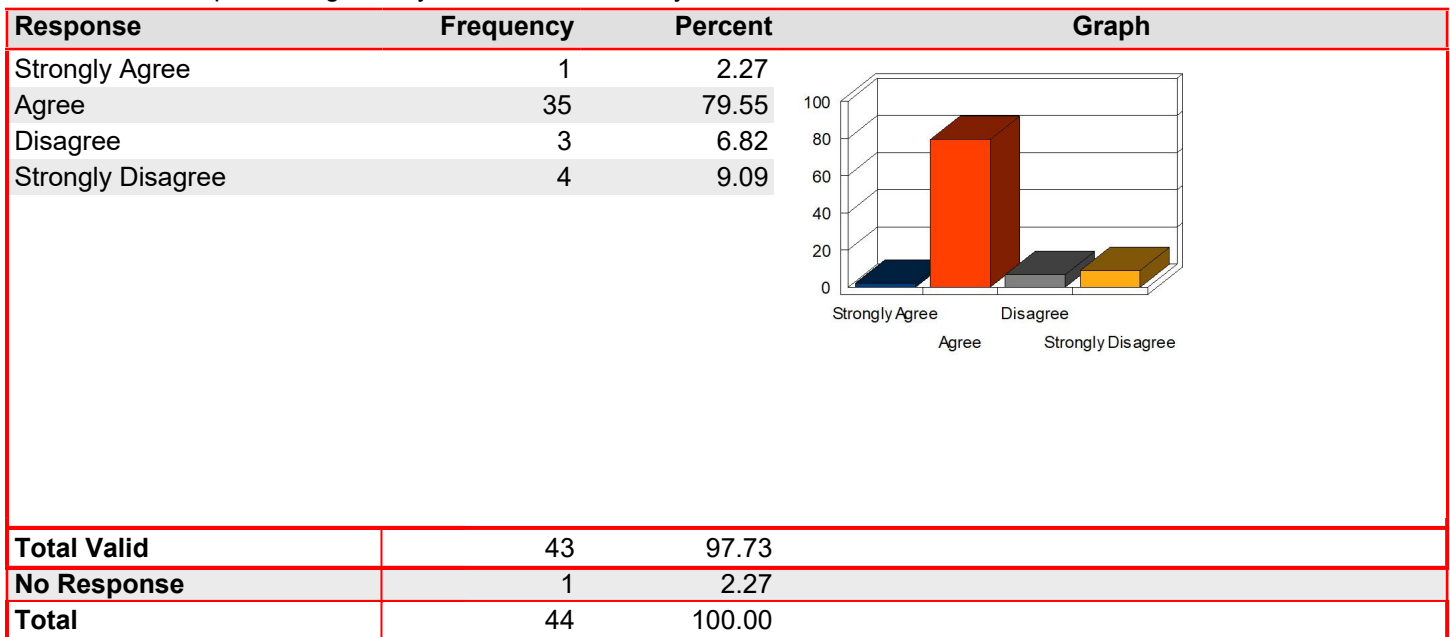 Response Frequency Percent Graph
Strongly Agree 1 2.27
Agree 35 79.55
Disagree 3 6.82
Strongly Disagree 4 9.09
100
80
60
40
20
0
Strongly Agree Disagree
Agree Strongly Disagree
Total Valid 43 97.73
No Response 1 2.27
Total 44 100.00